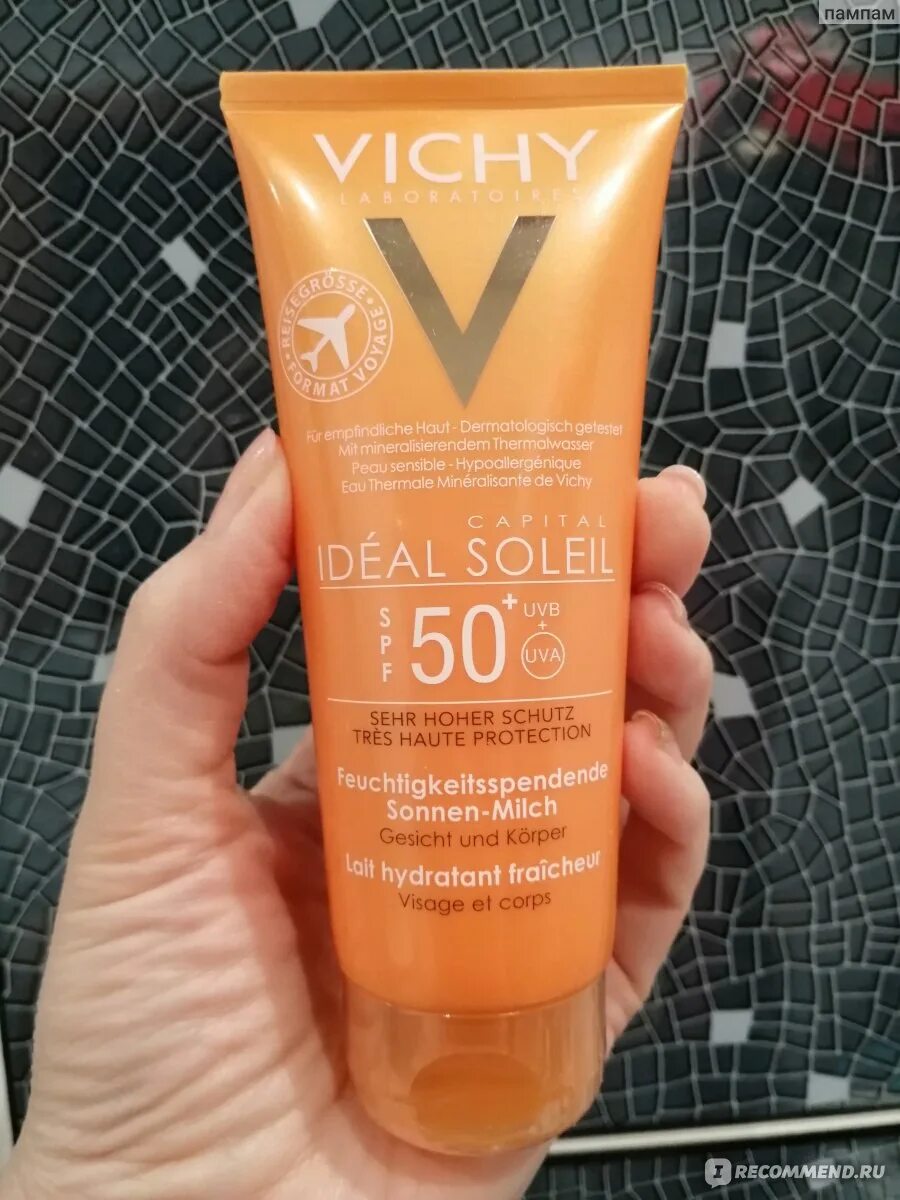 пампам
VICHY
LABORATOIRES
V
REISEGRÖSSE
FORMAT VOYAGE
Für empfindliche Haut - Dermatologisch getestet
Mit mineralisierendem Thermalwasser
Peau sensible - Hypoallergénique
Eau Thermale Minéralisante de Vichy
CAPITAL
IDÉAL SOLEIL
SPF 50+ UVB + UVA
SEHR HOHER SCHUTZ
TRÈS HAUTE PROTECTION
Feuchtigkeitsspendende
Sonnen-Milch
Gesicht und Körper
Lait hydratant fraîcheur
Visage et corps
I RECOMMEND.RU